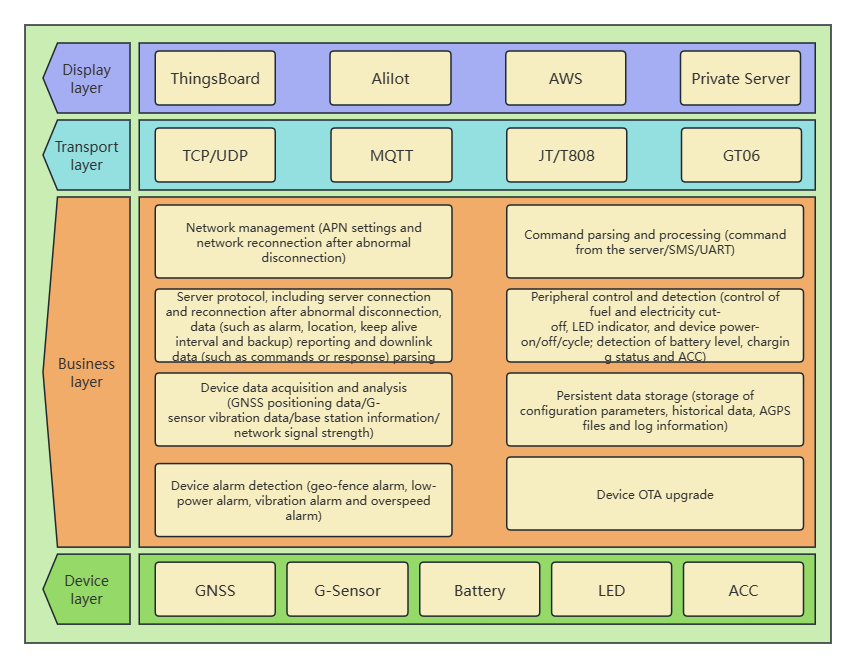 Display
layer
ThingsBoard
AliIot
AWS
Private Server
Transport
layer
TCP/UDP
MQTT
JT/T808
GT06
Business
layer
Network management (APN settings and
network reconnection after abnormal
disconnection)
Command parsing and processing (command
from the server/SMS/UART)
Server protocol, including server connection
and reconnection after abnormal disconnection,
data (such as alarm, location, keep alive
interval and backup) reporting and downlink
data (such as commands or response) parsing
Peripheral control and detection (control of
fuel and electricity cut-
off, LED indicator, and device power-
on/off/cycle; detection of battery level, chargin
g status and ACC)
Device data acquisition and analysis
(GNSS positioning data/G-
sensor vibration data/base station information/
network signal strength)
Persistent data storage (storage of
configuration parameters, historical data, AGPS
files and log information)
Device alarm detection (geo-fence alarm, low-
power alarm, vibration alarm and overspeed
alarm)
Device OTA upgrade
Device
layer
GNSS
G-Sensor
Battery
LED
ACC